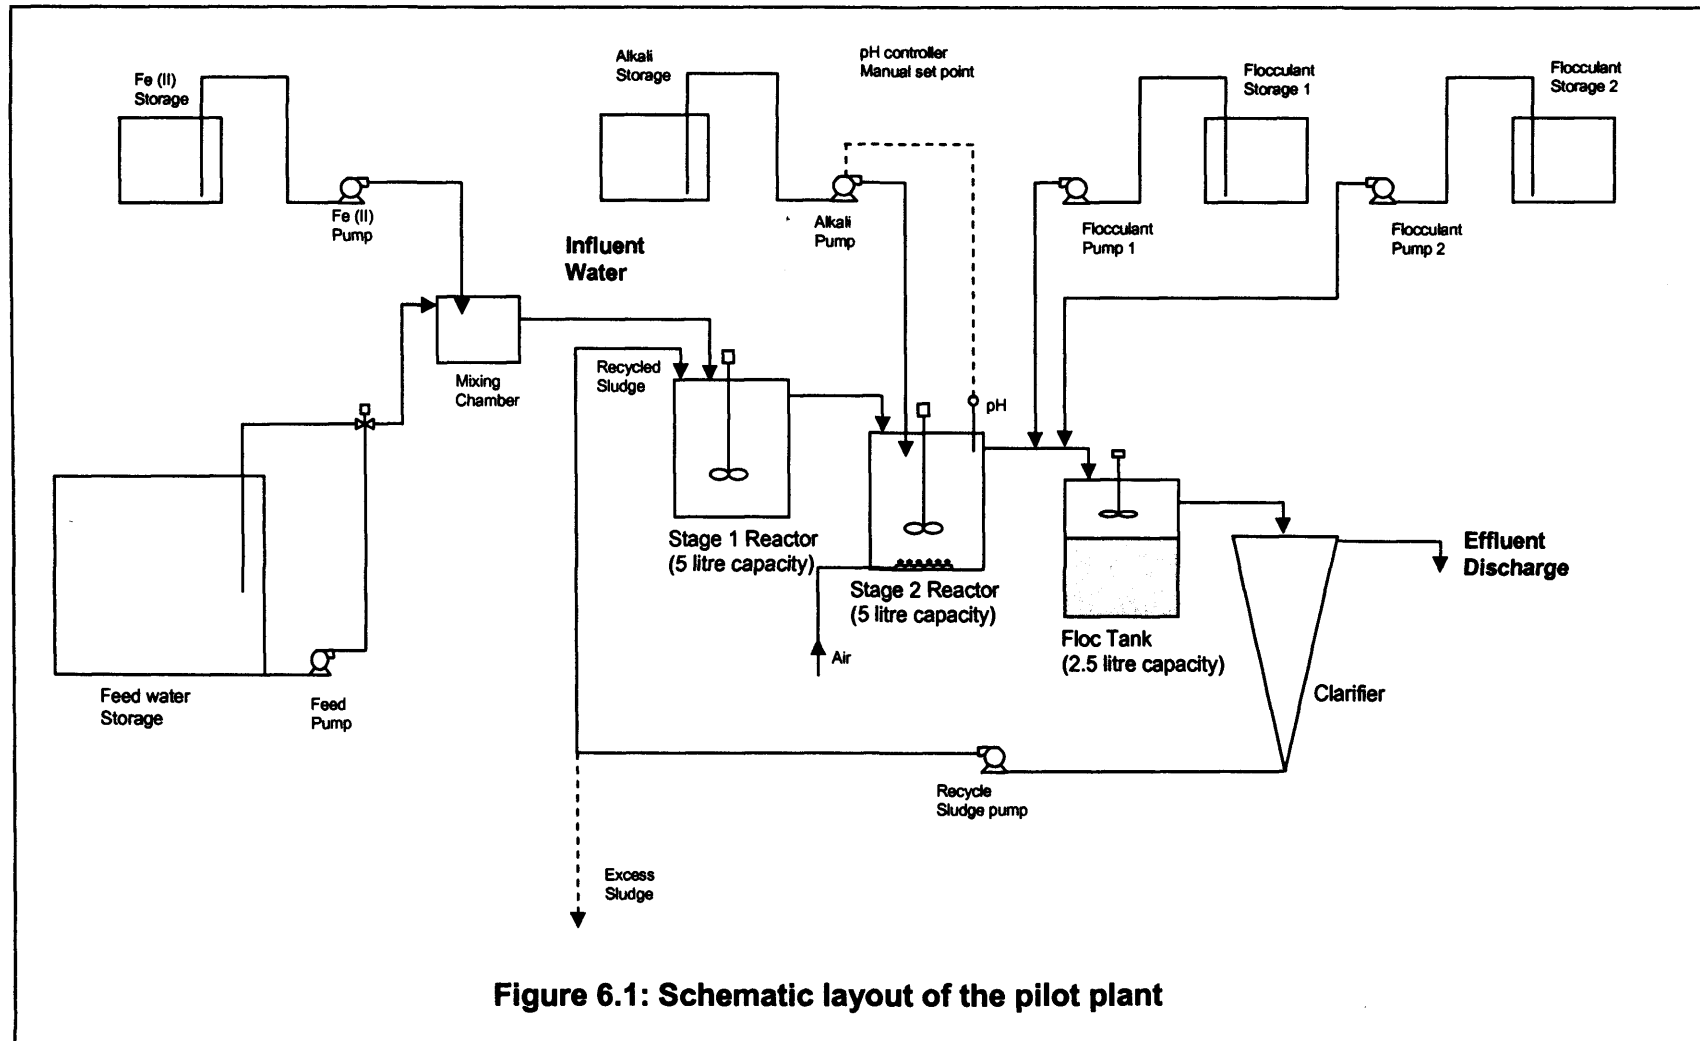 Fe (II)
Storage
Alkali
Storage
pH controller
Manual set point
Flocculant
Storage 1
Flocculant
Storage 2
Fe (II)
Pump
Alkali
Pump
Flocculant
Pump 1
Flocculant
Pump 2
Influent
Water
Mixing
Chamber
Recycled
Sludge
pH
Stage 1 Reactor
(5 litre capacity)
Stage 2 Reactor
(5 litre capacity)
Air
Floc Tank
(2.5 litre capacity)
Effluent
Discharge
Clarifier
Feed water
Storage
Feed
Pump
Recycle
Sludge pump
Excess
Sludge
Figure 6.1: Schematic layout of the pilot plant